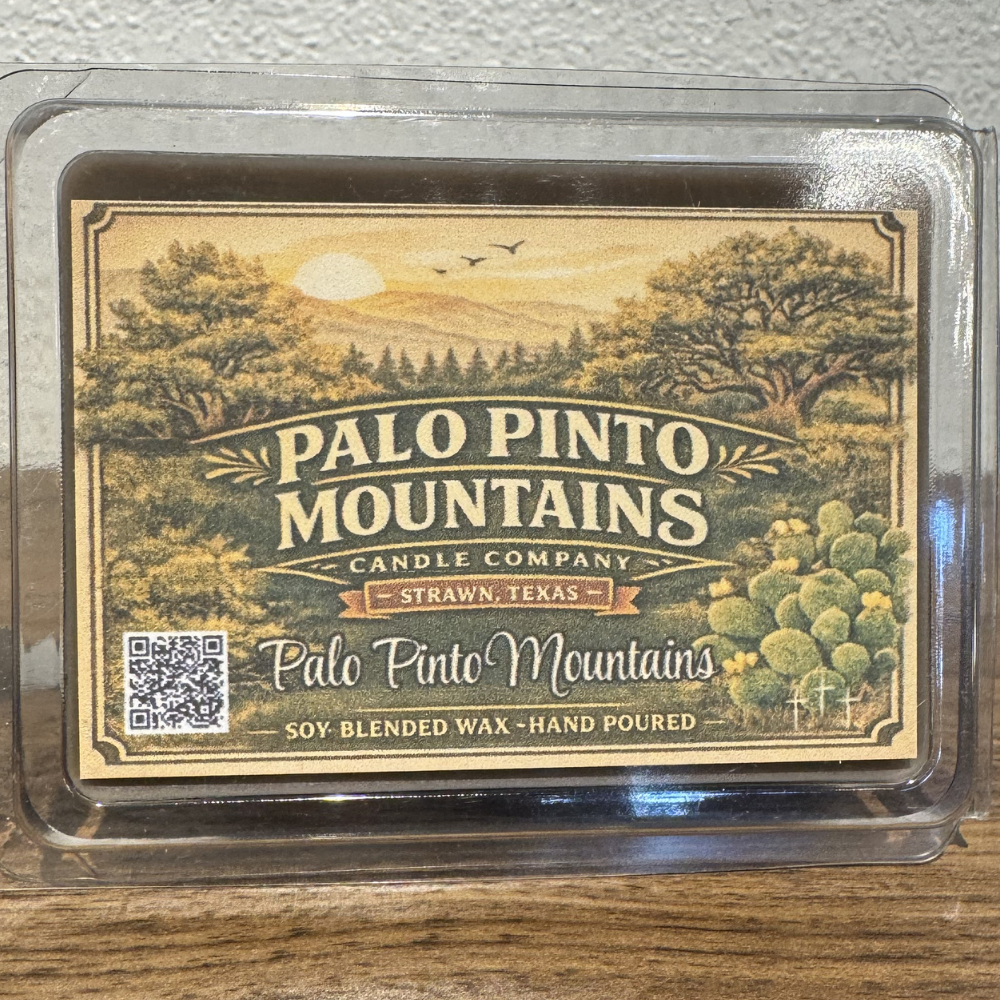 PALO PINTO
MOUNTAINS
CANDLE COMPANY
- STRAWN, TEXAS -
Palo Pinto Mountains
- SOY BLENDED WAX - HAND POURED -